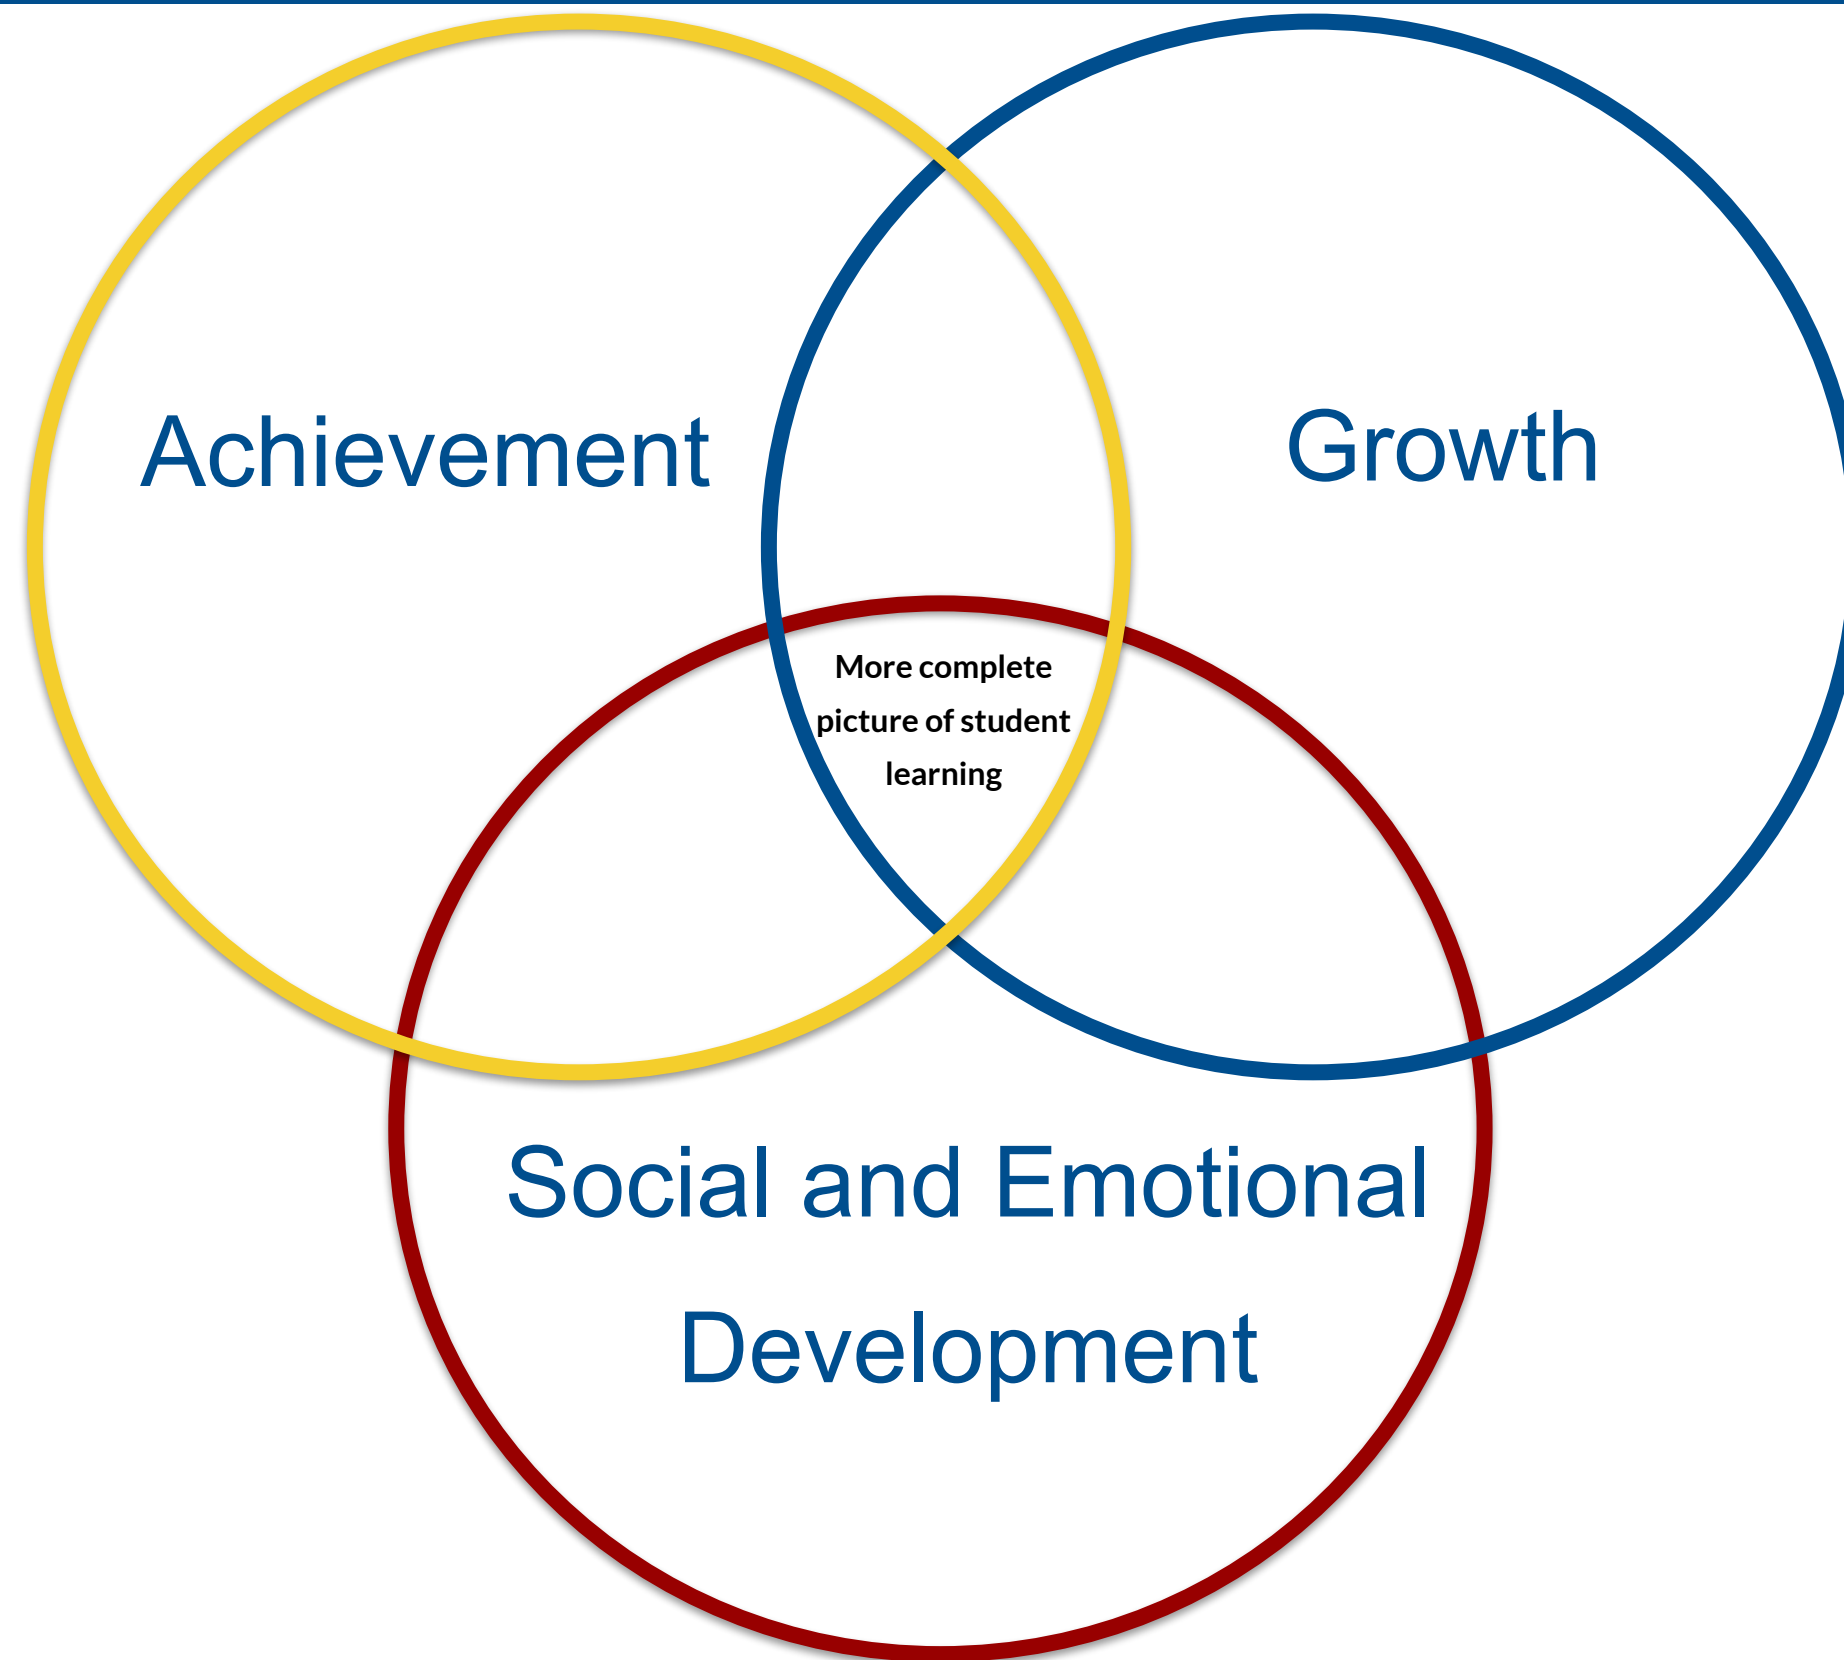 Achievement
Growth
More complete
picture of student
learning
Social and Emotional
Development